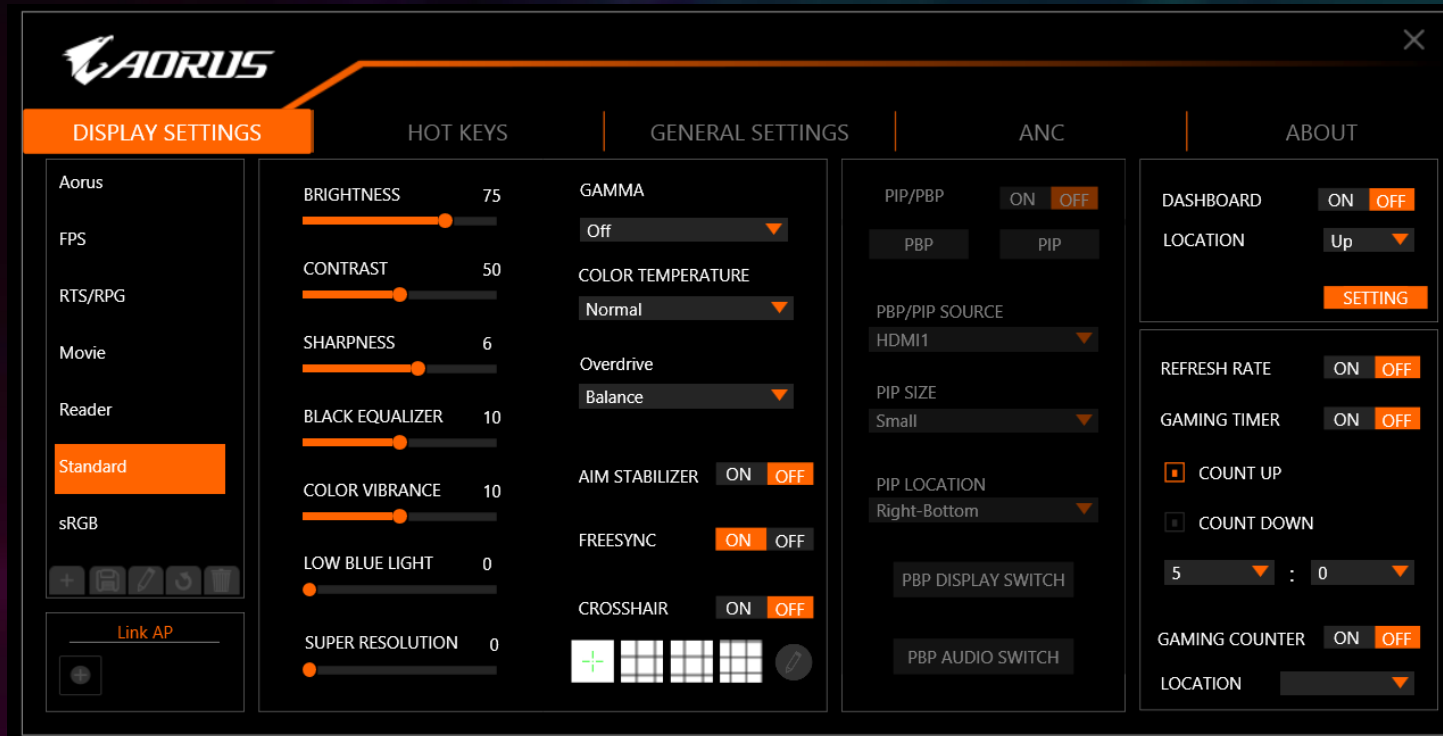 AORUS
DISPLAY SETTINGS
HOT KEYS
GENERAL SETTINGS
ANC
ABOUT
Aorus
FPS
RTS/RPG
Movie
Reader
Standard
sRGB
Link AP
BRIGHTNESS 75
CONTRAST 50
SHARPNESS 6
BLACK EQUALIZER 10
COLOR VIBRANCE 10
LOW BLUE LIGHT 0
SUPER RESOLUTION 0
GAMMA
Off
COLOR TEMPERATURE
Normal
Overdrive
Balance
AIM STABILIZER ON OFF
FREESYNC ON OFF
CROSSHAIR ON OFF
PIP/PBP ON OFF
PBP PIP
PBP/PIP SOURCE
HDMI1
PIP SIZE
Small
PIP LOCATION
Right-Bottom
PBP DISPLAY SWITCH
PBP AUDIO SWITCH
DASHBOARD ON OFF
LOCATION Up
SETTING
REFRESH RATE ON OFF
GAMING TIMER ON OFF
COUNT UP
COUNT DOWN
5 : 0
GAMING COUNTER ON OFF
LOCATION